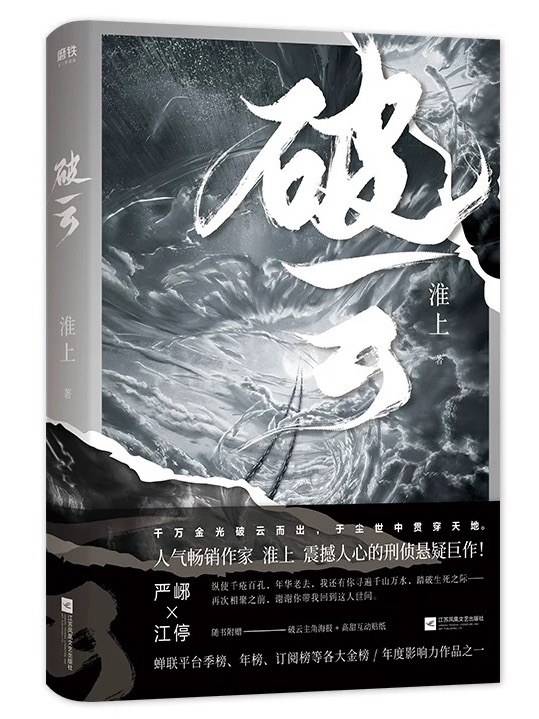 磨铁
破云
淮上
著
破云
淮上
著
千万金光破云而出，于尘世中贯穿天地。
人气畅销作家 淮上 震撼人心的刑侦悬疑巨作！
严峫
×
江停
纵使千疮百孔，年华老去，我还有你寻遍千山万水，踏破生死之际——
再次相聚之前，谢谢你带我回到这人世间。
随书附赠——破云主角海报＋高甜互动贴纸
蝉联平台季榜、年榜、订阅榜等各大金榜 / 年度影响力作品之一
江苏凤凰文艺出版社